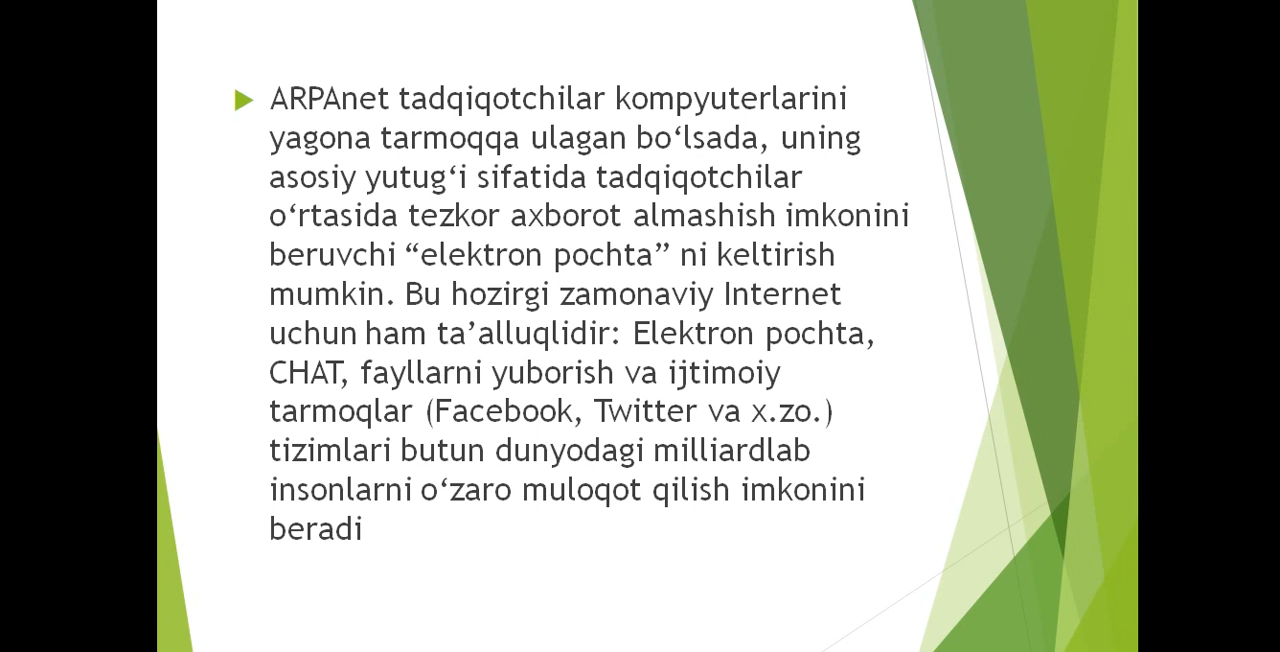 ARPAnet tadqiqotchilar kompyuterlarini
yagona tarmoqqa ulagan bo‘lsada, uning
asosiy yutug‘i sifatida tadqiqotchilar
o‘rtasida tezkor axborot almashish imkonini
beruvchi “elektron pochta” ni keltirish
mumkin. Bu hozirgi zamonaviy Internet
uchun ham ta’alluqlidir: Elektron pochta,
CHAT, fayllarni yuborish va ijtimoiy
tarmoqlar (Facebook, Twitter va x.zo.)
tizimlari butun dunyodagi milliardlab
insonlarni o‘zaro muloqot qilish imkonini
beradi